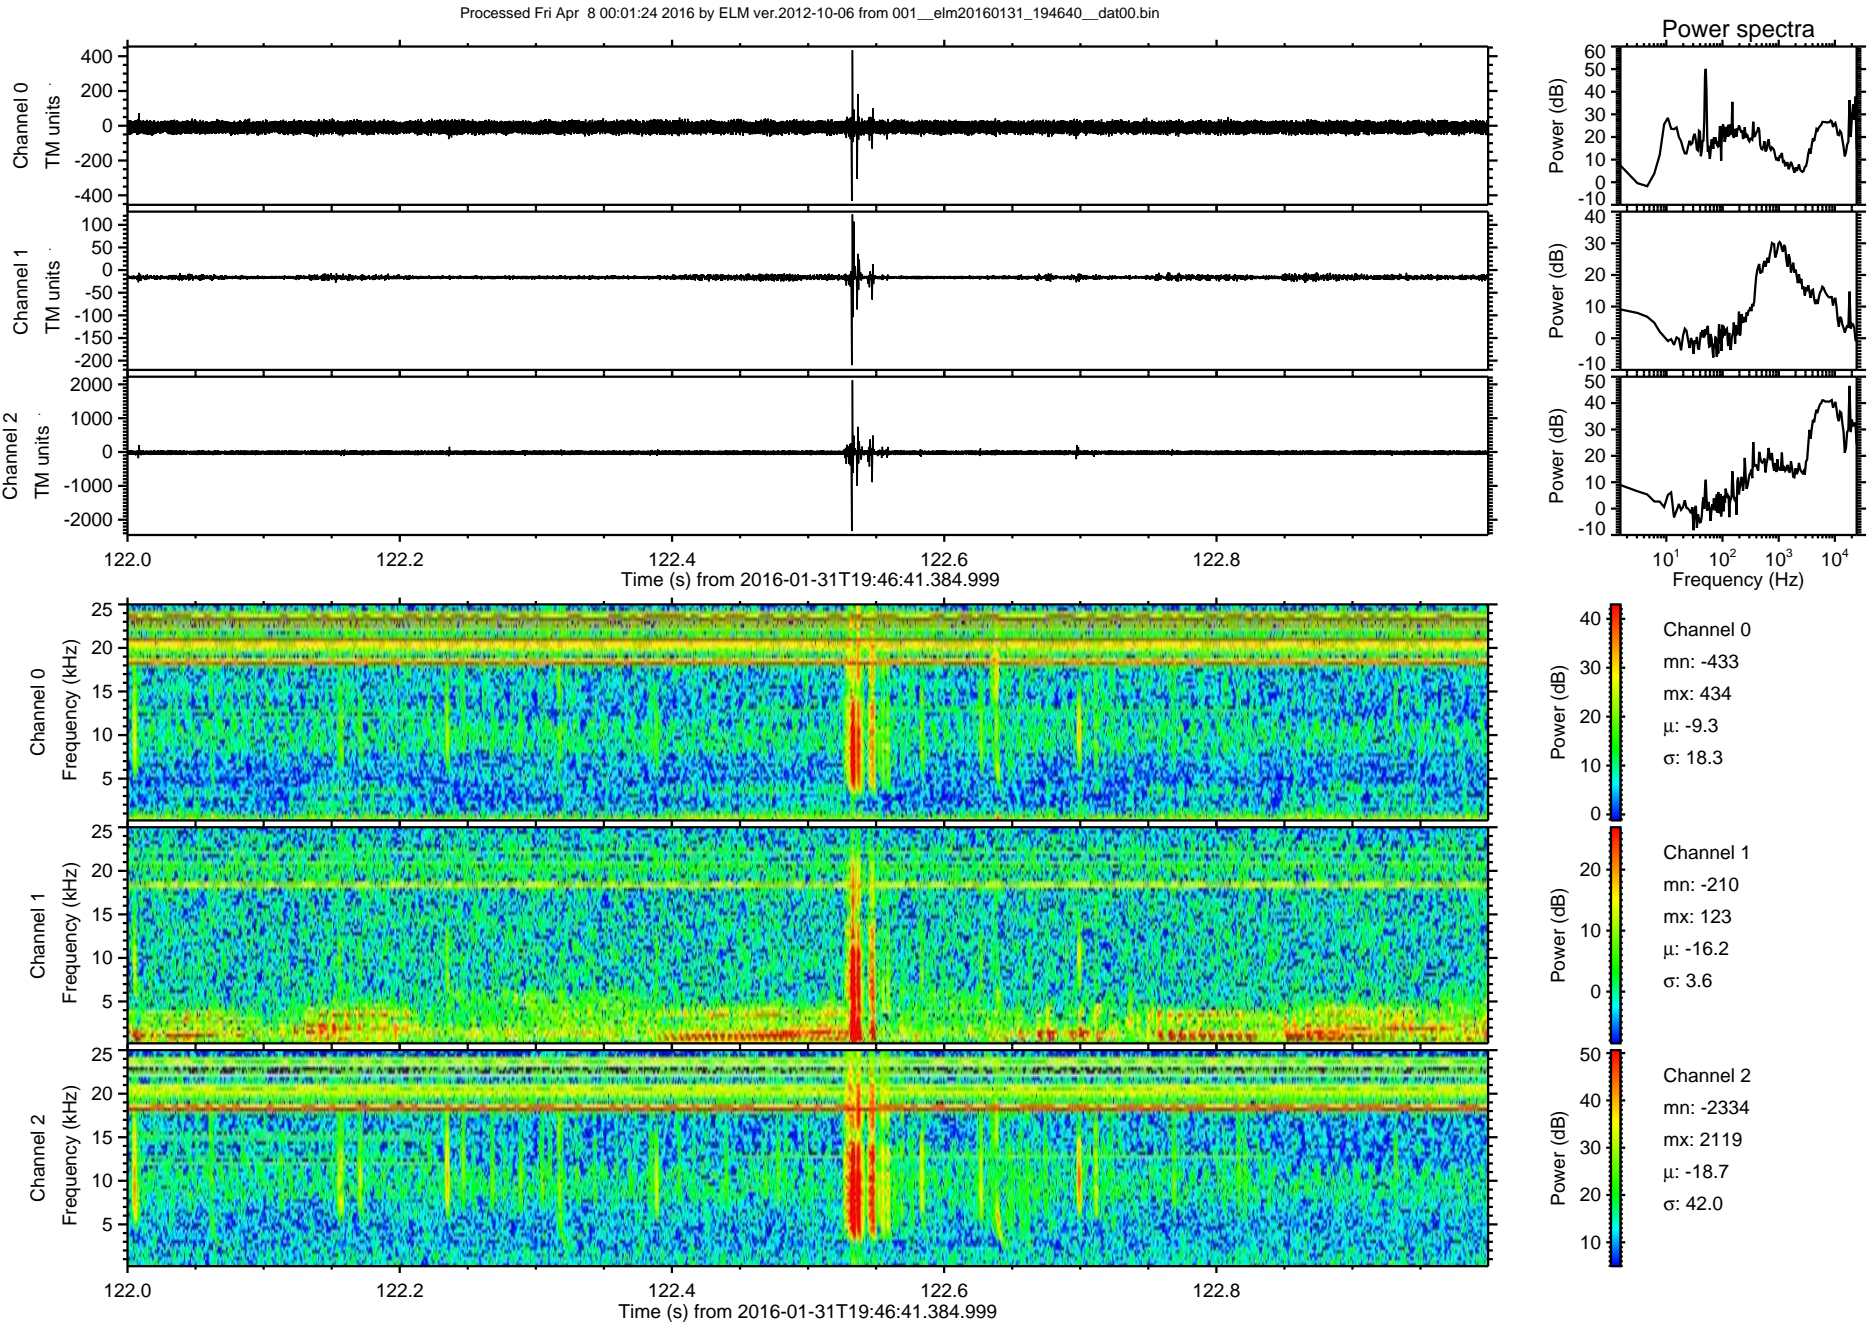 Processed Fri Apr  8 00:01:24 2016 by ELM ver.2012-10-06 from 001__elm20160131_194640__dat00.bin
Power spectra
Channel 0
TM units
400
200
0
-200
-400
Power (dB)
60
50
40
30
20
10
0
-10
Channel 1
TM units
100
50
0
-50
-100
-150
-200
Power (dB)
40
30
20
10
0
-10
Channel 2
TM units
2000
1000
0
-1000
-2000
Power (dB)
50
40
30
20
10
0
-10
122.0 122.2 122.4 122.6 122.8
Time (s) from 2016-01-31T19:46:41.384.999
10^1 10^2 10^3 10^4
Frequency (Hz)
Channel 0
Frequency (kHz)
25
20
15
10
5
Power (dB)
40
30
20
10
0
Channel 0
mn: -433
mx: 434
μ: -9.3
σ: 18.3
Channel 1
Frequency (kHz)
25
20
15
10
5
Power (dB)
20
10
0
Channel 1
mn: -210
mx: 123
μ: -16.2
σ: 3.6
Channel 2
Frequency (kHz)
25
20
15
10
5
Power (dB)
50
40
30
20
10
Channel 2
mn: -2334
mx: 2119
μ: -18.7
σ: 42.0
122.0 122.2 122.4 122.6 122.8
Time (s) from 2016-01-31T19:46:41.384.999